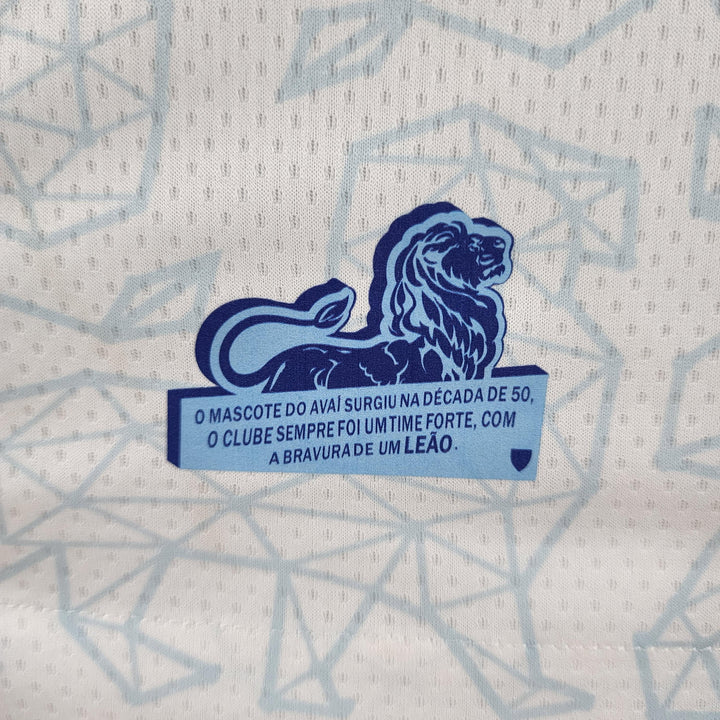 O MASCOTE DO AVAÍ SURGIU NA DÉCADA DE 50,
O CLUBE SEMPRE FOI UM TIME FORTE, COM
A BRAVURA DE UM LEÃO.